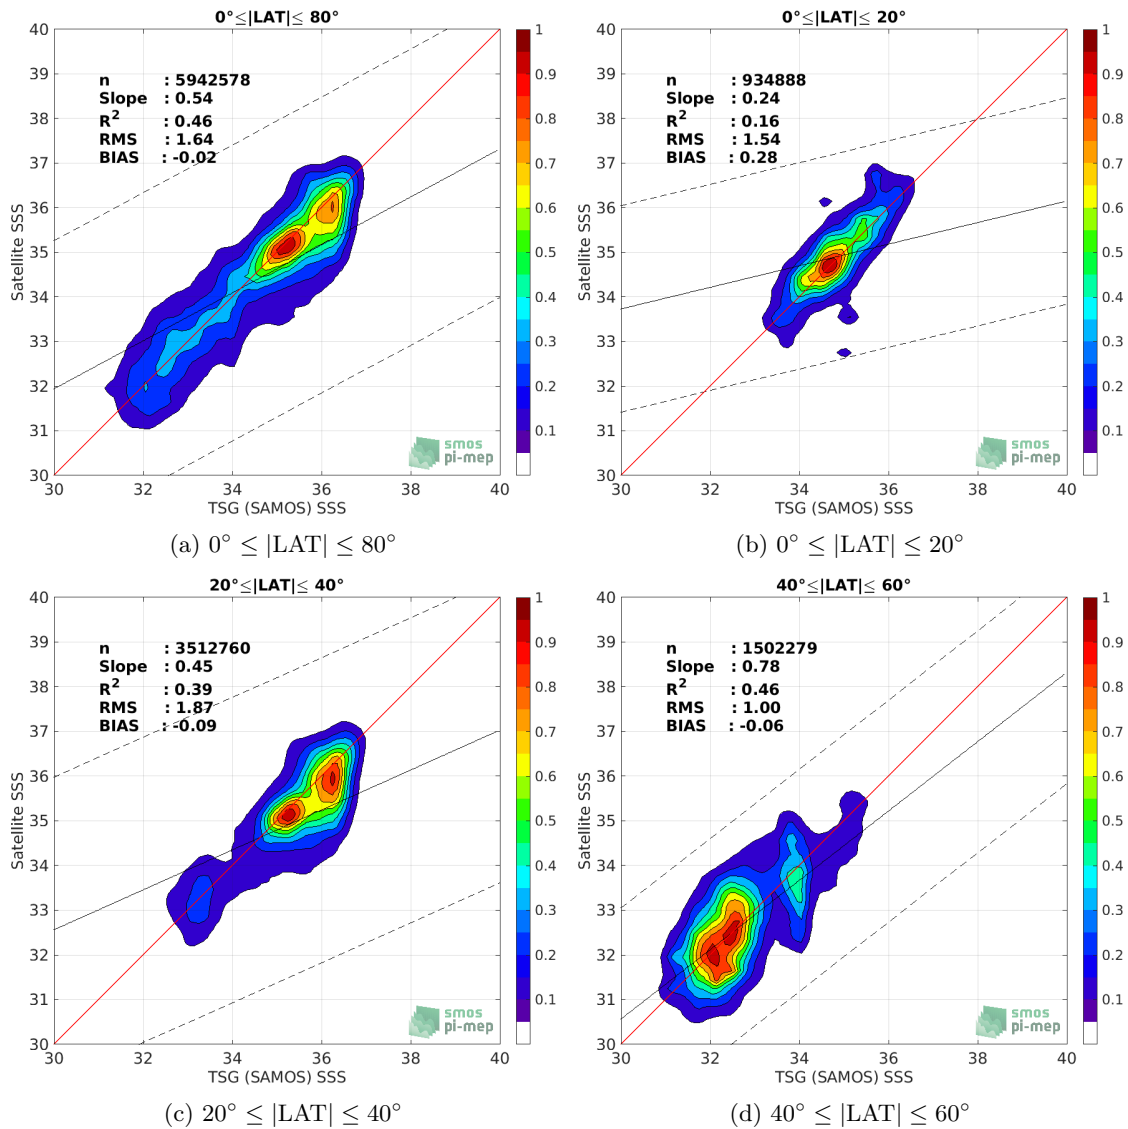 0°≤|LAT|≤ 80°
n : 5942578
Slope : 0.54
R² : 0.46
RMS : 1.64
BIAS : -0.02
40
39
38
37
36
35
34
33
32
31
30
Satellite SSS
30 32 34 36 38 40
TSG (SAMOS) SSS
1
0.9
0.8
0.7
0.6
0.5
0.4
0.3
0.2
0.1
smos
pi-mep
(a) 0° ≤ |LAT| ≤ 80°
0°≤|LAT|≤ 20°
n : 934888
Slope : 0.24
R² : 0.16
RMS : 1.54
BIAS : 0.28
40
39
38
37
36
35
34
33
32
31
30
Satellite SSS
30 32 34 36 38 40
TSG (SAMOS) SSS
1
0.9
0.8
0.7
0.6
0.5
0.4
0.3
0.2
0.1
smos
pi-mep
(b) 0° ≤ |LAT| ≤ 20°
20°≤|LAT|≤ 40°
n : 3512760
Slope : 0.45
R² : 0.39
RMS : 1.87
BIAS : -0.09
40
39
38
37
36
35
34
33
32
31
30
Satellite SSS
30 32 34 36 38 40
TSG (SAMOS) SSS
1
0.9
0.8
0.7
0.6
0.5
0.4
0.3
0.2
0.1
smos
pi-mep
(c) 20° ≤ |LAT| ≤ 40°
40°≤|LAT|≤ 60°
n : 1502279
Slope : 0.78
R² : 0.46
RMS : 1.00
BIAS : -0.06
40
39
38
37
36
35
34
33
32
31
30
Satellite SSS
30 32 34 36 38 40
TSG (SAMOS) SSS
1
0.9
0.8
0.7
0.6
0.5
0.4
0.3
0.2
0.1
smos
pi-mep
(d) 40° ≤ |LAT| ≤ 60°